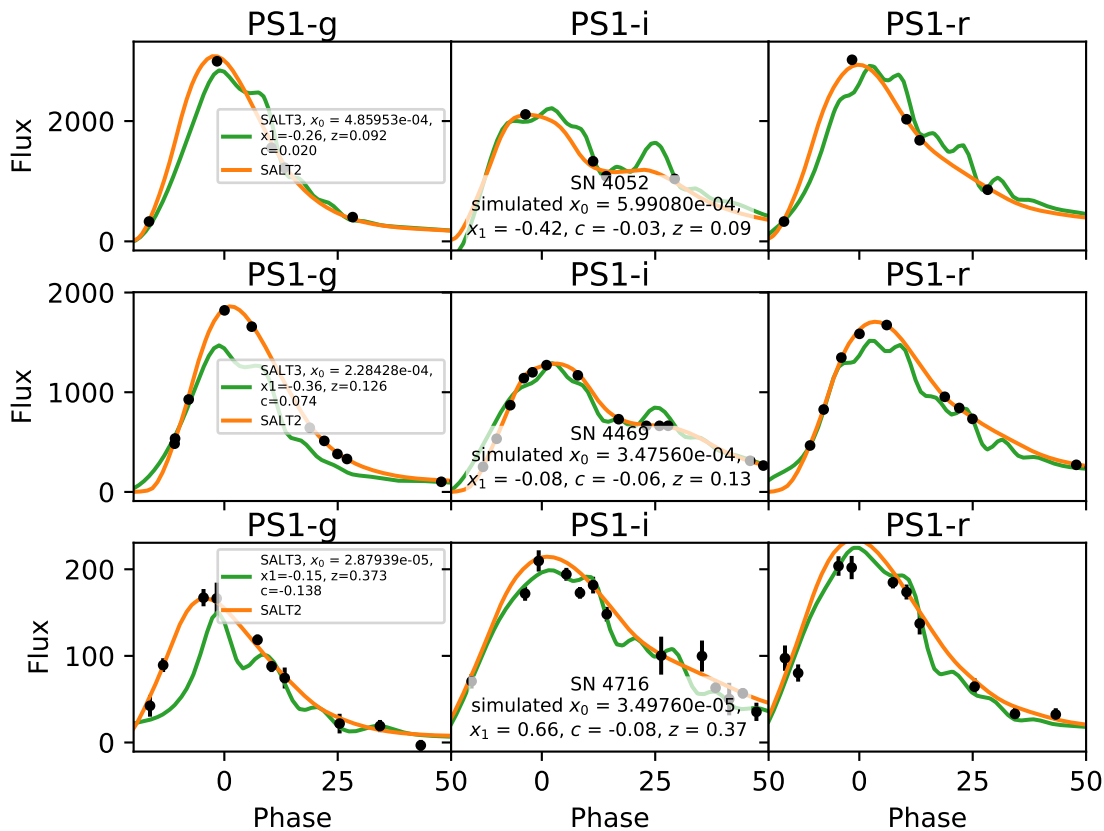 PS1-g
PS1-i
PS1-r
Flux
2000
0
SALT3, x₀ = 4.85953e-04,
x1=-0.26, z=0.092
c=0.020
SALT2
SN 4052
simulated x₀ = 5.99080e-04,
x₁ = -0.42, c = -0.03, z = 0.09
PS1-g
PS1-i
PS1-r
Flux
2000
1000
0
SALT3, x₀ = 2.28428e-04,
x1=-0.36, z=0.126
c=0.074
SALT2
SN 4469
simulated x₀ = 3.47560e-04,
x₁ = -0.08, c = -0.06, z = 0.13
PS1-g
PS1-i
PS1-r
Flux
200
100
0
SALT3, x₀ = 2.87939e-05,
x1=-0.15, z=0.373
c=-0.138
SALT2
SN 4716
simulated x₀ = 3.49760e-05,
x₁ = 0.66, c = -0.08, z = 0.37
0 25 50 0 25 50 0 25 50
Phase Phase Phase